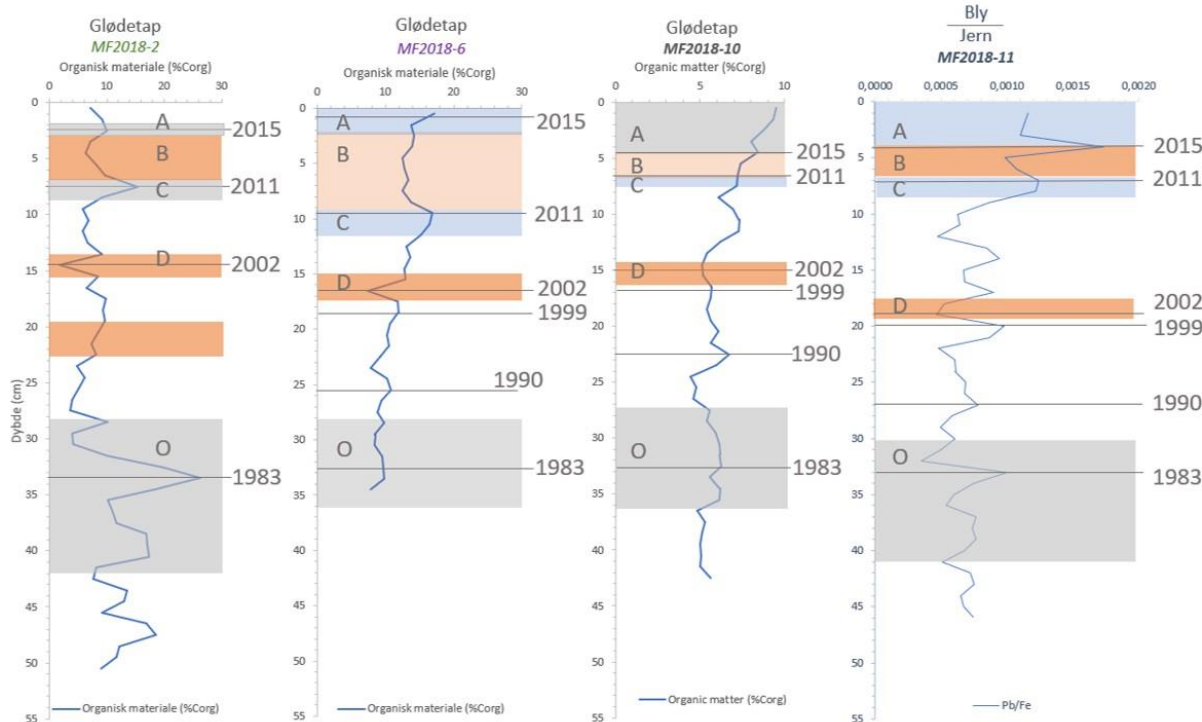 Glødetap
MF2018-2
Organisk materiale (%Corg)
0
10
20
30
0
5
10
15
20
25
30
35
40
45
50
55
Dybde (cm)
A
2015
B
C
2011
D
2002
O
1983
Organisk materiale (%Corg)
Glødetap
MF2018-6
Organisk materiale (%Corg)
0
10
20
30
0
5
10
15
20
25
30
35
40
45
50
55
A
2015
B
2011
C
D
2002
1999
1990
O
1983
Organisk materiale (%Corg)
Glødetap
MF2018-10
Organic matter (%Corg)
0
5
10
0
5
10
15
20
25
30
35
40
45
50
55
A
2015
B
2011
C
D
2002
1999
1990
O
1983
Organic matter (%Corg)
Bly
Jern
MF2018-11
0,0000
0,0005
0,0010
0,0015
0,0020
0
5
10
15
20
25
30
35
40
45
50
55
A
2015
B
2011
C
D
2002
1999
1990
O
1983
Pb/Fe